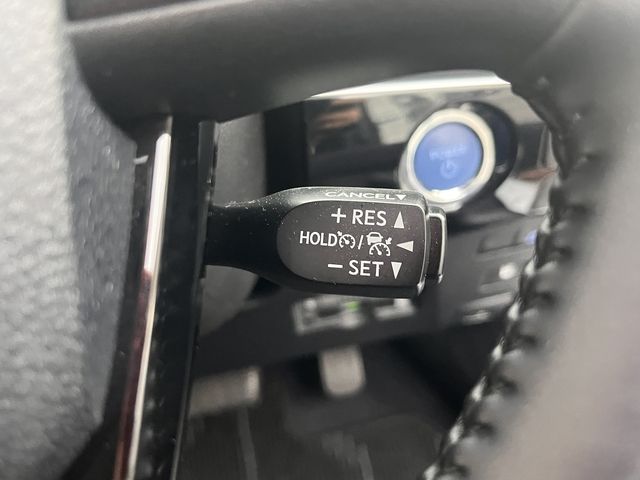 CANCEL▼
+ RES ▲
HOLD /
− SET ▼